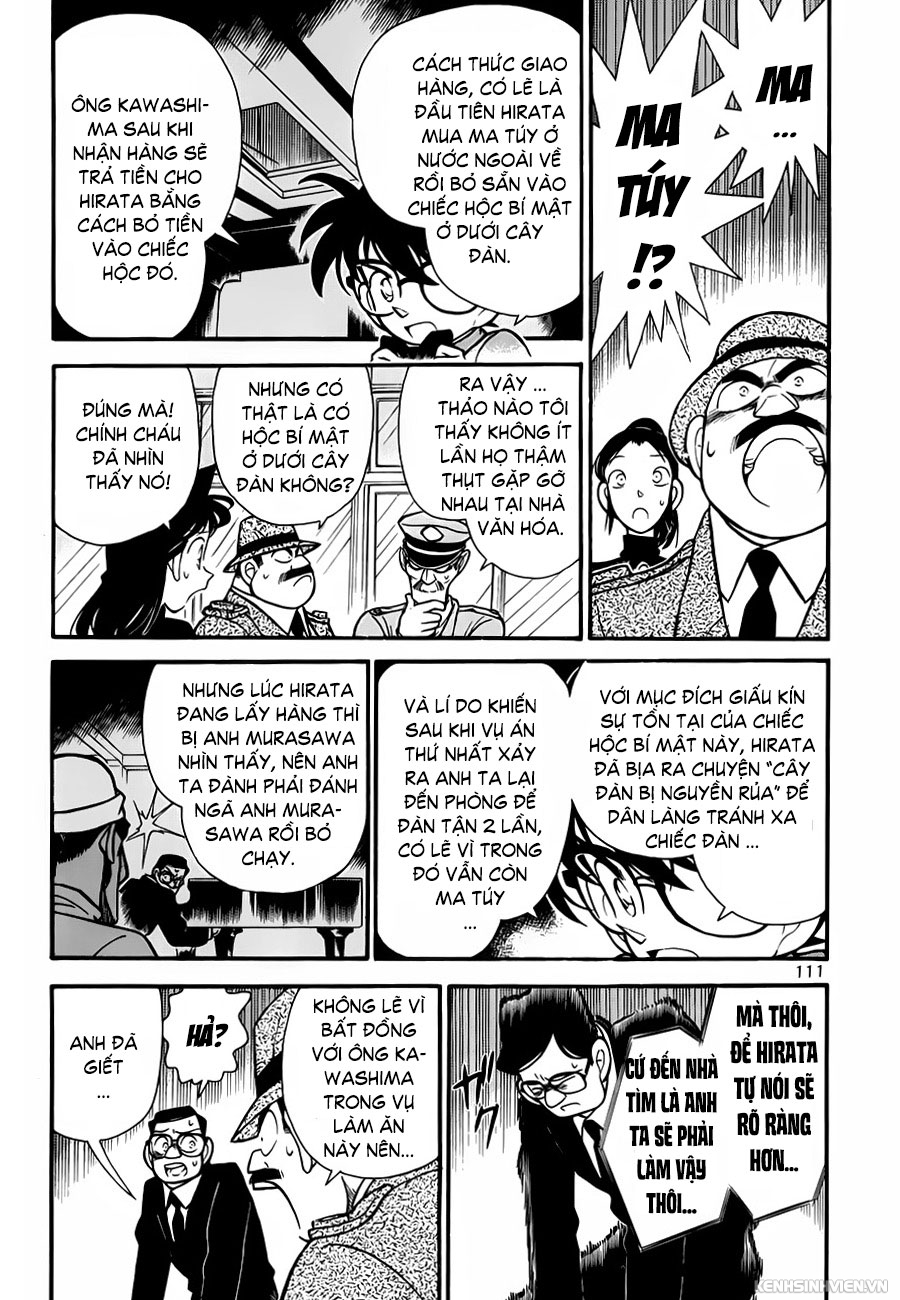 MA
...
MA
TÚY
!?
CÁCH THỨC GIAO
HÀNG, CÓ LẼ LÀ
ĐẦU TIÊN HIRATA
MUA MA TÚY Ở
NƯỚC NGOÀI VỀ
RỒI BỎ SẴN VÀO
CHIẾC HỘC BÍ MẬT
Ở DƯỚI CÂY
ĐÀN.
ÔNG KAWASHI-
MA SAU KHI
NHẬN HÀNG SẼ
TRẢ TIỀN CHO
HIRATA BẰNG
CÁCH BỎ TIỀN
VÀO CHIẾC
HỘC ĐÓ.
RA VẬY ...
THẢO NÀO TÔI
THẤY KHÔNG ÍT
LẦN HỌ THẬM
THỤT GẶP GỠ
NHAU TẠI NHÀ
VĂN HÓA.
NHƯNG CÓ
THẬT LÀ CÓ
HỘC BÍ MẬT
Ở DƯỚI CÂY
ĐÀN KHÔNG?
ĐÚNG MÀ!
CHÍNH CHÁU
ĐÃ NHÌN
THẤY NÓ!
VỚI MỤC ĐÍCH GIẤU KÍN
SỰ TỒN TẠI CỦA CHIẾC
HỘC BÍ MẬT NÀY, HIRATA
ĐÃ BỊA RA CHUYỆN "CÂY
ĐÀN BỊ NGUYỀN RỦA" ĐỂ
DÂN LÀNG TRÁNH XA
CHIẾC ĐÀN ...
VÀ LÍ DO KHIẾN
SAU KHI VỤ ÁN
THỨ NHẤT XẢY
RA ANH TA LẠI
ĐẾN PHÒNG ĐỂ
ĐÀN TẬN 2 LẦN,
CÓ LẼ VÌ TRONG
ĐÓ VẪN CÒN
MA TÚY
...
NHƯNG LÚC HIRATA
ĐANG LẤY HÀNG THÌ
BỊ ANH MURASAWA
NHÌN THẤY, NÊN ANH
TA ĐÀNH PHẢI ĐÁNH
NGÃ ANH MURA-
SAWA RỒI BỎ
CHẠY.
111
MÀ THÔI,
ĐỂ HIRATA
TỰ NÓI SẼ
RÕ RÀNG
HƠN...
CỨ ĐẾN NHÀ
TÌM LÀ ANH
TA SẼ PHẢI
LÀM VẬY
THÔI...
KHÔNG LẼ VÌ
BẤT ĐỒNG
VỚI ÔNG KA-
WASHIMA
TRONG VỤ
LÀM ĂN
NÀY NÊN...
HẢ?
ANH ĐÃ
GIẾT
...
KENHSINHVIEN.VN